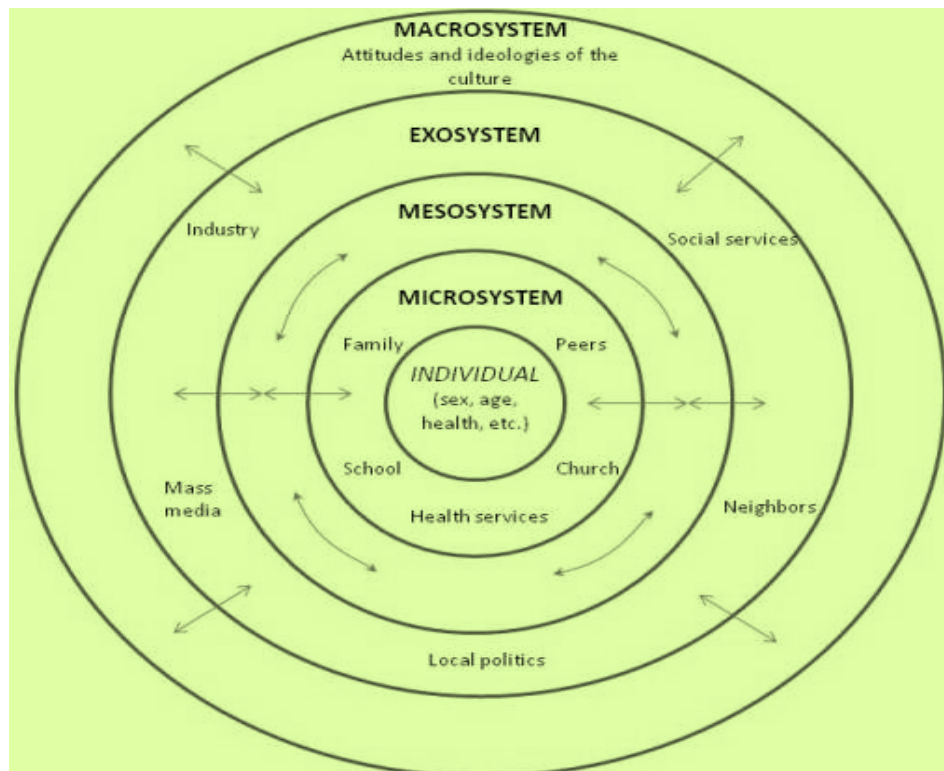 MACROSYSTEM
Attitudes and ideologies of the
culture
EXOSYSTEM
MESOSYSTEM
Industry
Social services
MICROSYSTEM
Family
Peers
INDIVIDUAL
(sex, age,
health, etc.)
School
Church
Mass
media
Neighbors
Health services
Local politics